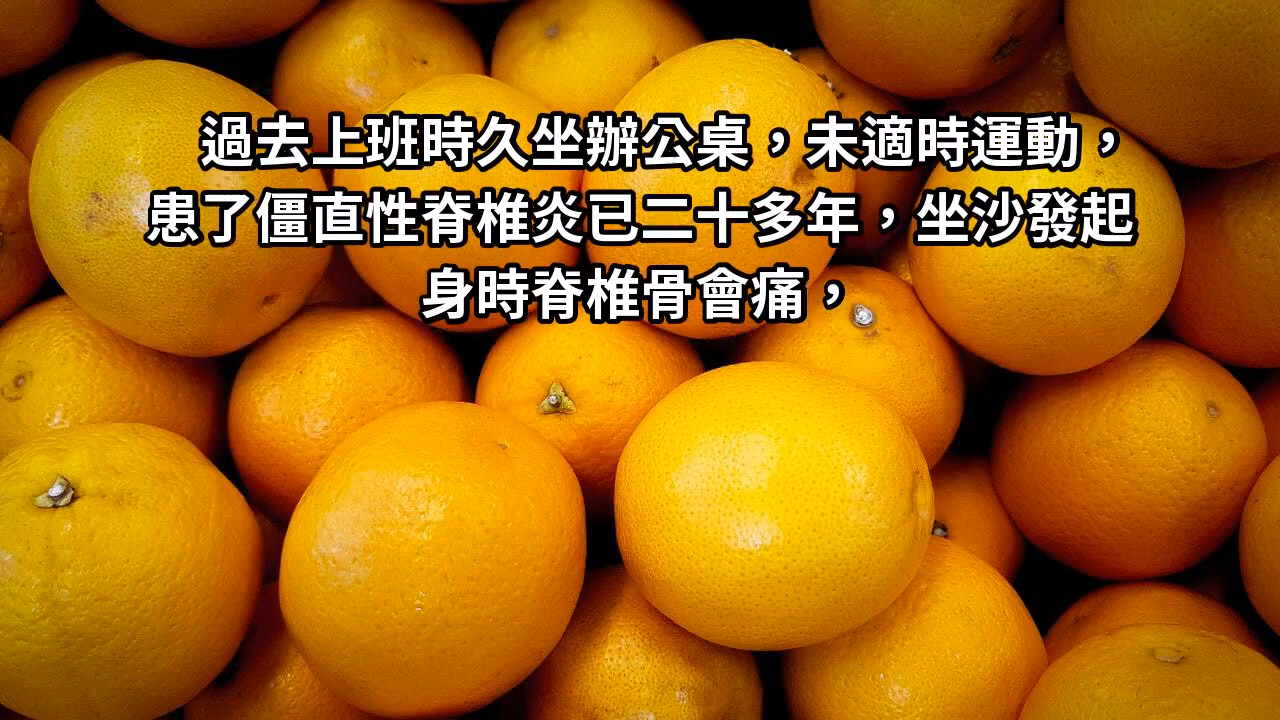 過去上班時久坐辦公桌，未適時運動，
患了僵直性脊椎炎已二十多年，坐沙發起
身時脊椎骨會痛，